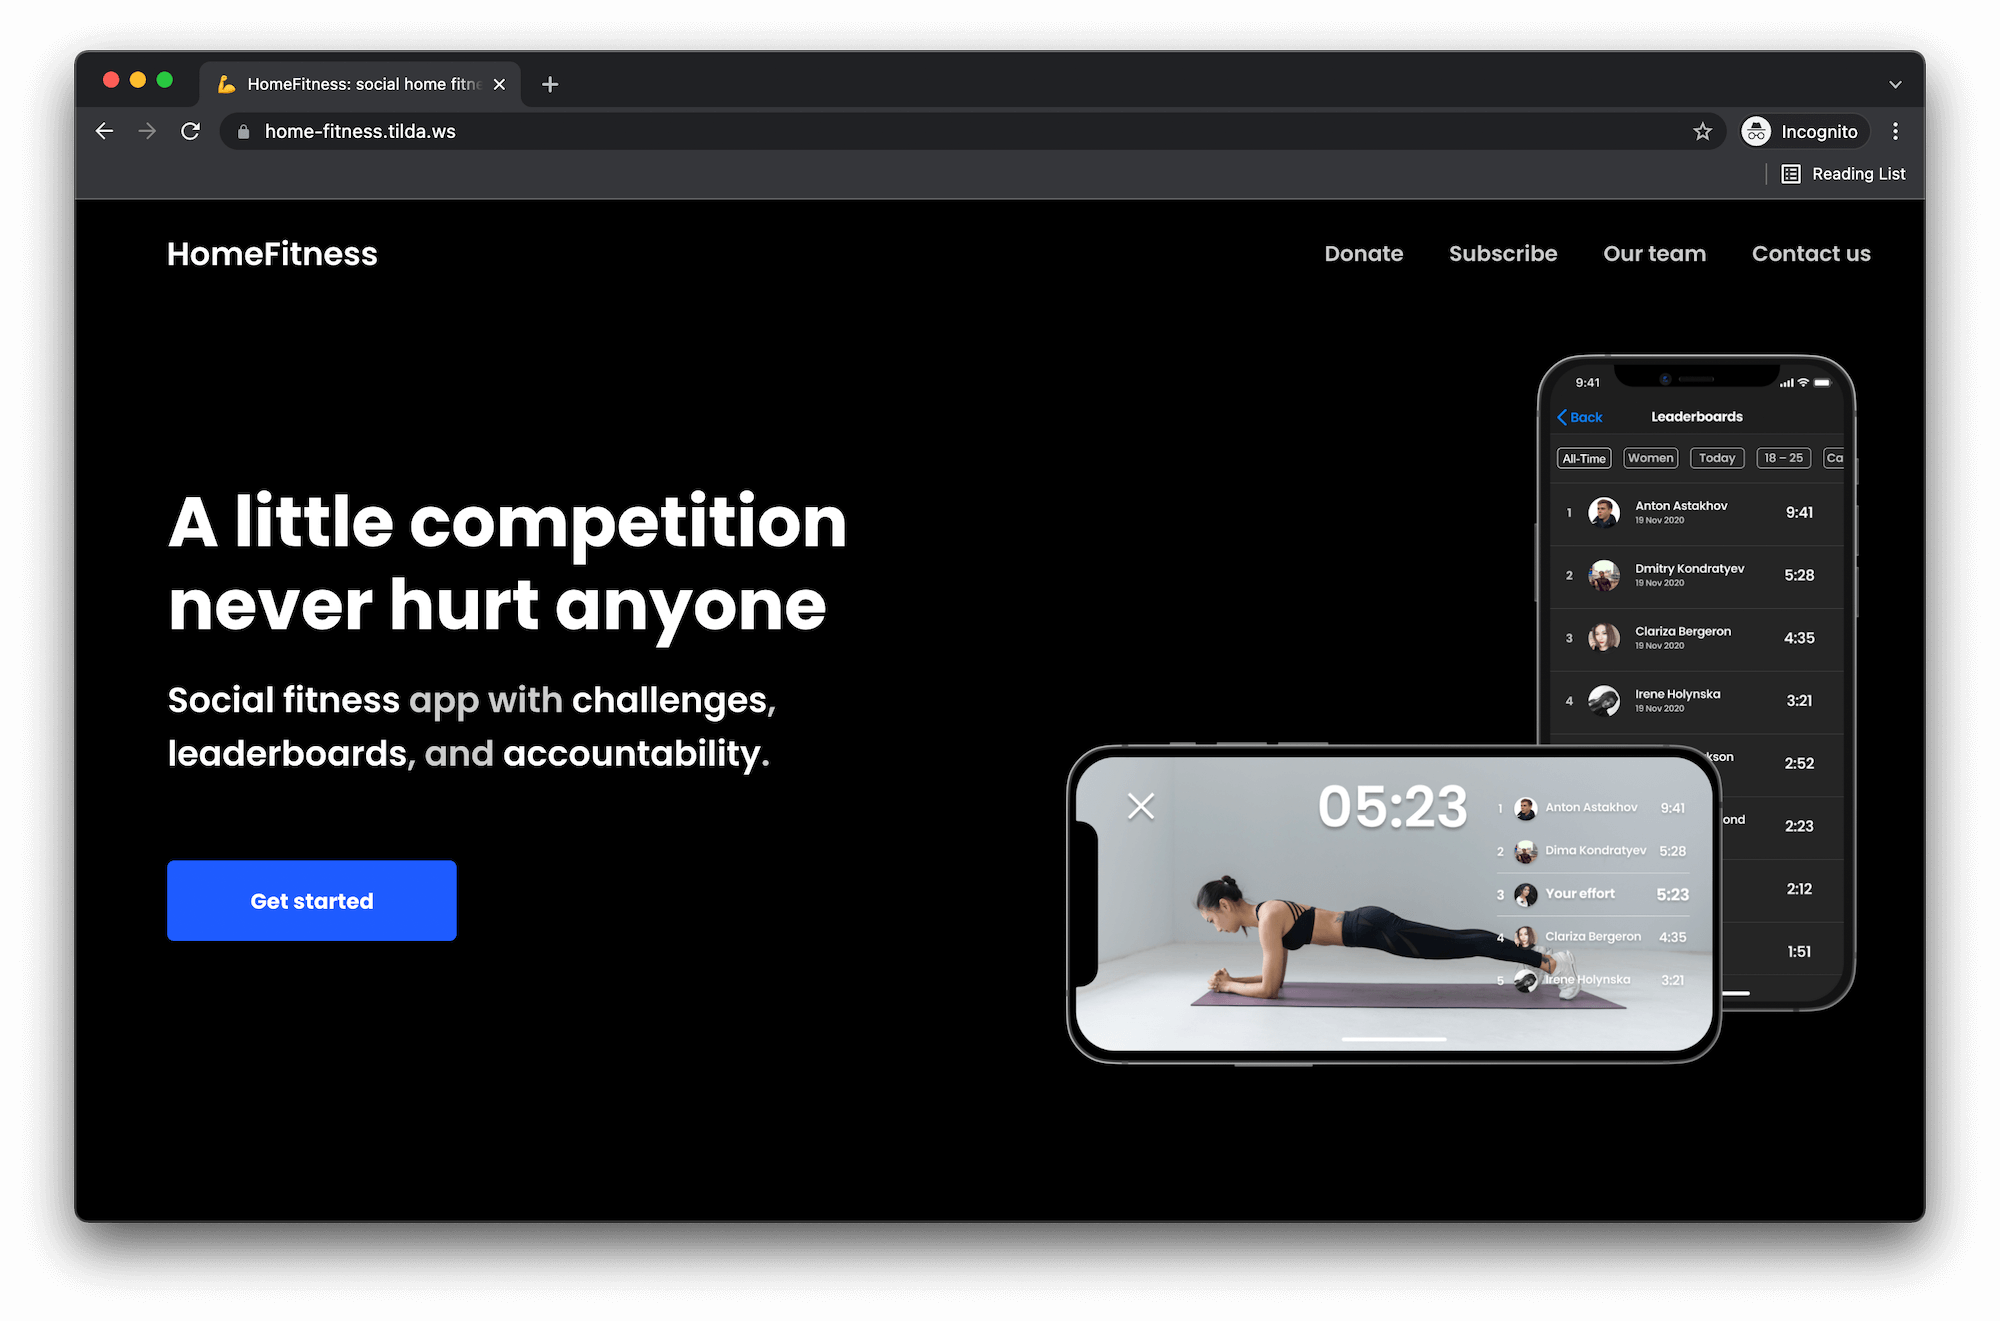 HomeFitness: social home fitne
home-fitness.tilda.ws
Incognito
Reading List
HomeFitness
Donate
Subscribe
Our team
Contact us
A little competition
never hurt anyone
Social fitness app with challenges,
leaderboards, and accountability.
Get started
9:41
Back
Leaderboards
All-Time
Women
Today
18 – 25
Ca
1 Anton Astakhov 9:41
19 Nov 2020
2 Dmitry Kondratyev 5:28
19 Nov 2020
3 Clariza Bergeron 4:35
19 Nov 2020
4 Irene Holynska 3:21
19 Nov 2020
kson 2:52
ond 2:23
2:12
1:51
05:23
1 Anton Astakhov 9:41
2 Dima Kondratyev 5:28
3 Your effort 5:23
4 Clariza Bergeron 4:35
5 Irene Holynska 3:21